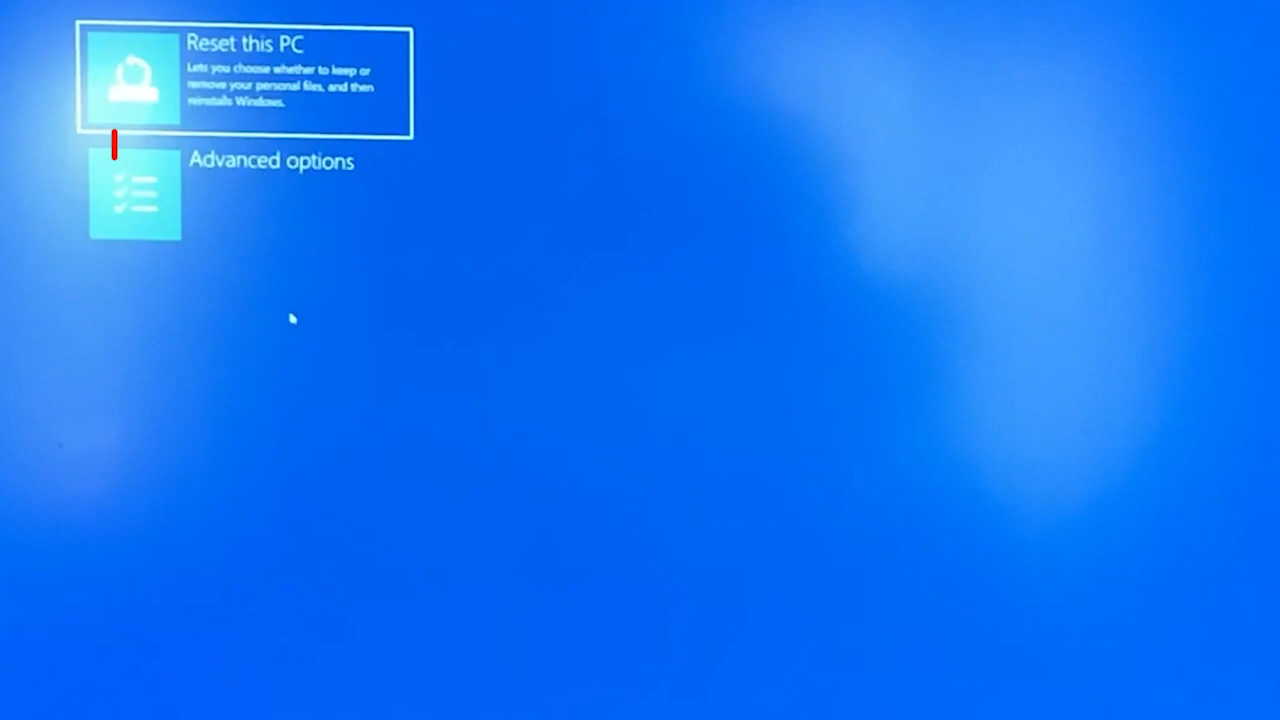 Reset this PC
Lets you choose whether to keep or
remove your personal files, and then
reinstalls Windows.
Advanced options